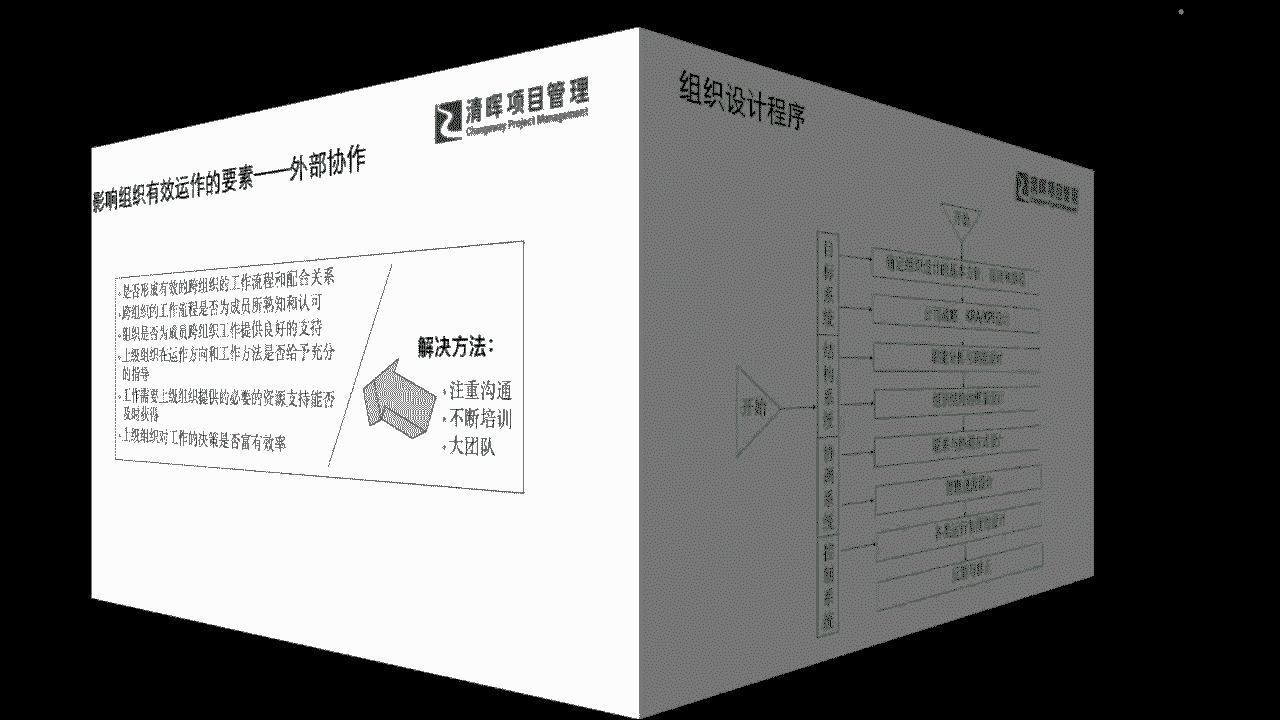 清晖项目管理
Changeway Project Management
影响组织有效运作的要素——外部协作
是否形成有效的跨组织的工作流程和配合关系
跨组织的工作流程是否为成员所熟知和认可
组织是否为成员跨组织工作提供良好的支持
上级组织在运作方向和工作方法是否给予充分
的指导
工作需要上级组织提供的必要的资源支持能否
及时获得
上级组织对工作的决策是否富有效率
解决方法：
注重沟通
不断培训
大团队
组织设计程序
清晖项目管理
开始
开始
目标系统
结构系统
协调系统
控制系统